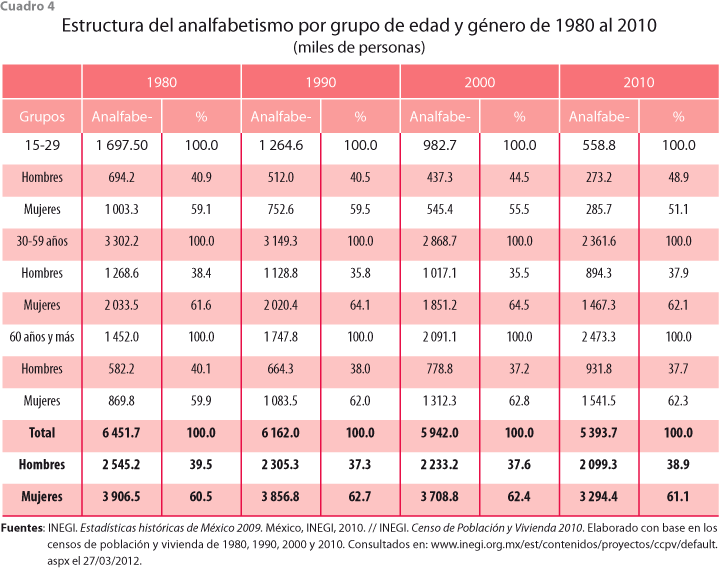 Cuadro 4
Estructura del analfabetismo por grupo de edad y género de 1980 al 2010
(miles de personas)
1980 1990 2000 2010
Grupos Analfabe- % Analfabe- % Analfabe- % Analfabe- %
15-29 1 697.50 100.0 1 264.6 100.0 982.7 100.0 558.8 100.0
Hombres 694.2 40.9 512.0 40.5 437.3 44.5 273.2 48.9
Mujeres 1 003.3 59.1 752.6 59.5 545.4 55.5 285.7 51.1
30-59 años 3 302.2 100.0 3 149.3 100.0 2 868.7 100.0 2 361.6 100.0
Hombres 1 268.6 38.4 1 128.8 35.8 1 017.1 35.5 894.3 37.9
Mujeres 2 033.5 61.6 2 020.4 64.1 1 851.2 64.5 1 467.3 62.1
60 años y más 1 452.0 100.0 1 747.8 100.0 2 091.1 100.0 2 473.3 100.0
Hombres 582.2 40.1 664.3 38.0 778.8 37.2 931.8 37.7
Mujeres 869.8 59.9 1 083.5 62.0 1 312.3 62.8 1 541.5 62.3
Total 6 451.7 100.0 6 162.0 100.0 5 942.0 100.0 5 393.7 100.0
Hombres 2 545.2 39.5 2 305.3 37.3 2 233.2 37.6 2 099.3 38.9
Mujeres 3 906.5 60.5 3 856.8 62.7 3 708.8 62.4 3 294.4 61.1
Fuentes: INEGI. Estadísticas históricas de México 2009. México, INEGI, 2010. // INEGI. Censo de Población y Vivienda 2010. Elaborado con base en los
censos de población y vivienda de 1980, 1990, 2000 y 2010. Consultados en: www.inegi.org.mx/est/contenidos/proyectos/ccpv/default.
aspx el 27/03/2012.